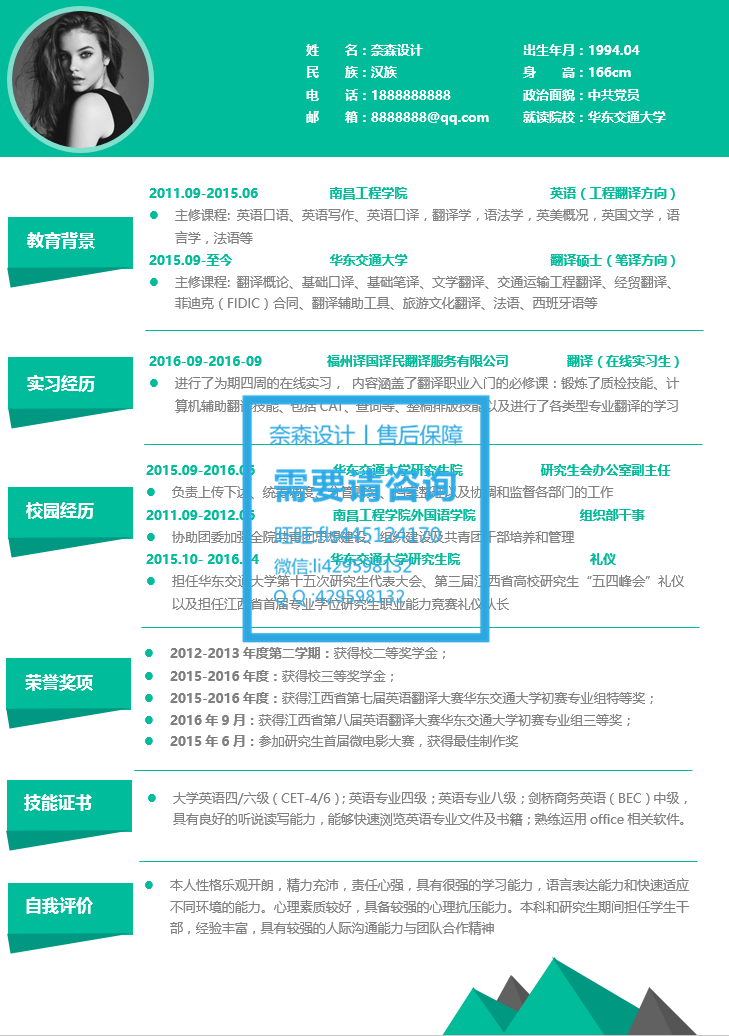 姓 名：奈森设计 出生年月：1994.04
民 族：汉族 身 高：166cm
电 话：1888888888 政治面貌：中共党员
邮 箱：8888888@qq.com 就读院校：华东交通大学
教育背景
2011.09-2015.06 南昌工程学院 英语（工程翻译方向）
主修课程: 英语口语、英语写作、英语口译，翻译学，语法学，英美概况，英国文学，语
言学，法语等
2015.09-至今 华东交通大学 翻译硕士（笔译方向）
主修课程: 翻译概论、基础口译、基础笔译、文学翻译、交通运输工程翻译、经贸翻译、
菲迪克（FIDIC）合同、翻译辅助工具、旅游文化翻译、法语、西班牙语等
实习经历
2016-09-2016-09 福州译国译民翻译服务有限公司 翻译（在线实习生）
进行了为期四周的在线实习， 内容涵盖了翻译职业入门的必修课：锻炼了质检技能、计
算机辅助翻译技能、包括 CAT、查词等、整稿排版技能以及进行了各类型专业翻译的学习
奈森设计丨售后保障
需要请咨询
微信:li429598132
Q Q :429598132
校园经历
2015.09-2016.06 华东交通大学研究生院 研究生会办公室副主任
负责上传下达、统筹 以及协调和监督各部门的工作
2011.09-2012.06 南昌工程学院外国语学院 组织部干事
协助团委加强全院共青团思想建设、组织建设及共青团干部培养和管理
2015.10- 2016.04 华东交通大学研究生院 礼仪
担任华东交通大学第十五次研究生代表大会、第三届江西省高校研究生“五四峰会”礼仪
以及担任江西省首届专业学位研究生职业能力竞赛礼仪队长
荣誉奖项
2012-2013 年度第二学期：获得校二等奖学金；
2015-2016 年度：获得校三等奖学金；
2015-2016 年度：获得江西省第七届英语翻译大赛华东交通大学初赛专业组特等奖；
2016 年 9 月：获得江西省第八届英语翻译大赛华东交通大学初赛专业组三等奖；
2015 年 6 月：参加研究生首届微电影大赛，获得最佳制作奖
技能证书
大学英语四/六级（CET-4/6）；英语专业四级；英语专业八级；剑桥商务英语（BEC）中级，
具有良好的听说读写能力，能够快速浏览英语专业文件及书籍；熟练运用 office 相关软件。
自我评价
本人性格乐观开朗，精力充沛，责任心强，具有很强的学习能力，语言表达能力和快速适应
不同环境的能力。心理素质较好，具备较强的心理抗压能力。本科和研究生期间担任学生干
部，经验丰富，具有较强的人际沟通能力与团队合作精神